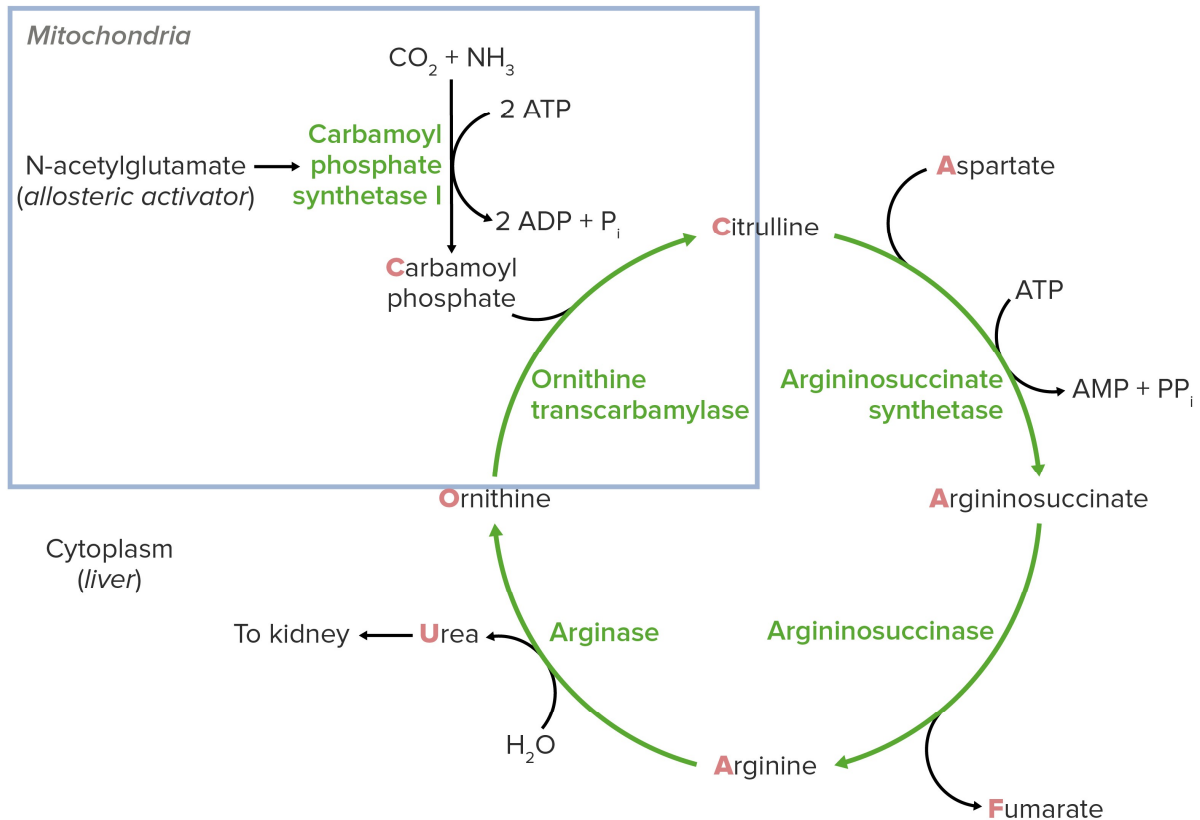 Mitochondria
CO₂ + NH₃
2 ATP
Carbamoyl
phosphate
synthetase I
N-acetylglutamate
(allosteric activator)
2 ADP + Pᵢ
Carbamoyl
phosphate
Citrulline
Aspartate
ATP
AMP + PPᵢ
Ornithine
transcarbamylase
Argininosuccinate
synthetase
Ornithine
Argininosuccinate
Cytoplasm
(liver)
To kidney
Urea
Arginase
Argininosuccinase
H₂O
Arginine
Fumarate